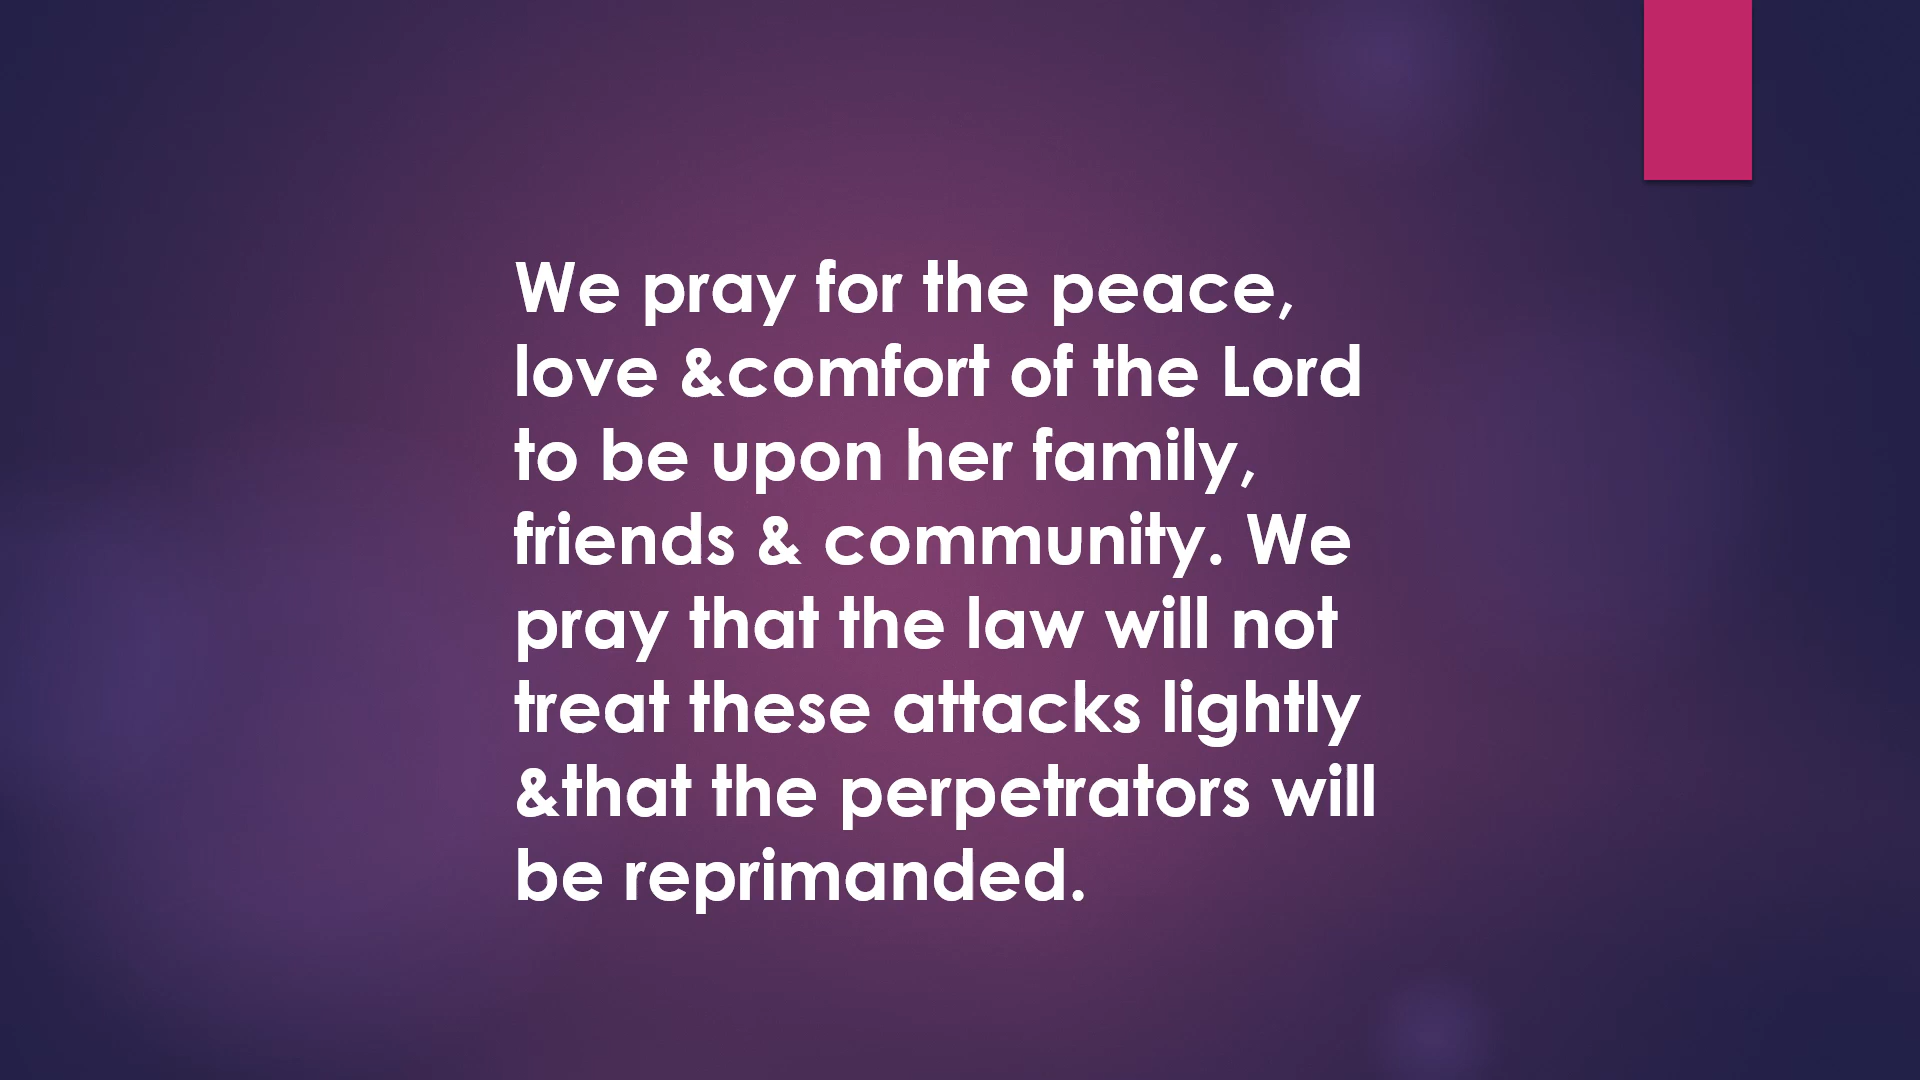 We pray for the peace,
love &comfort of the Lord
to be upon her family,
friends & community. We
pray that the law will not
treat these attacks lightly
&that the perpetrators will
be reprimanded.